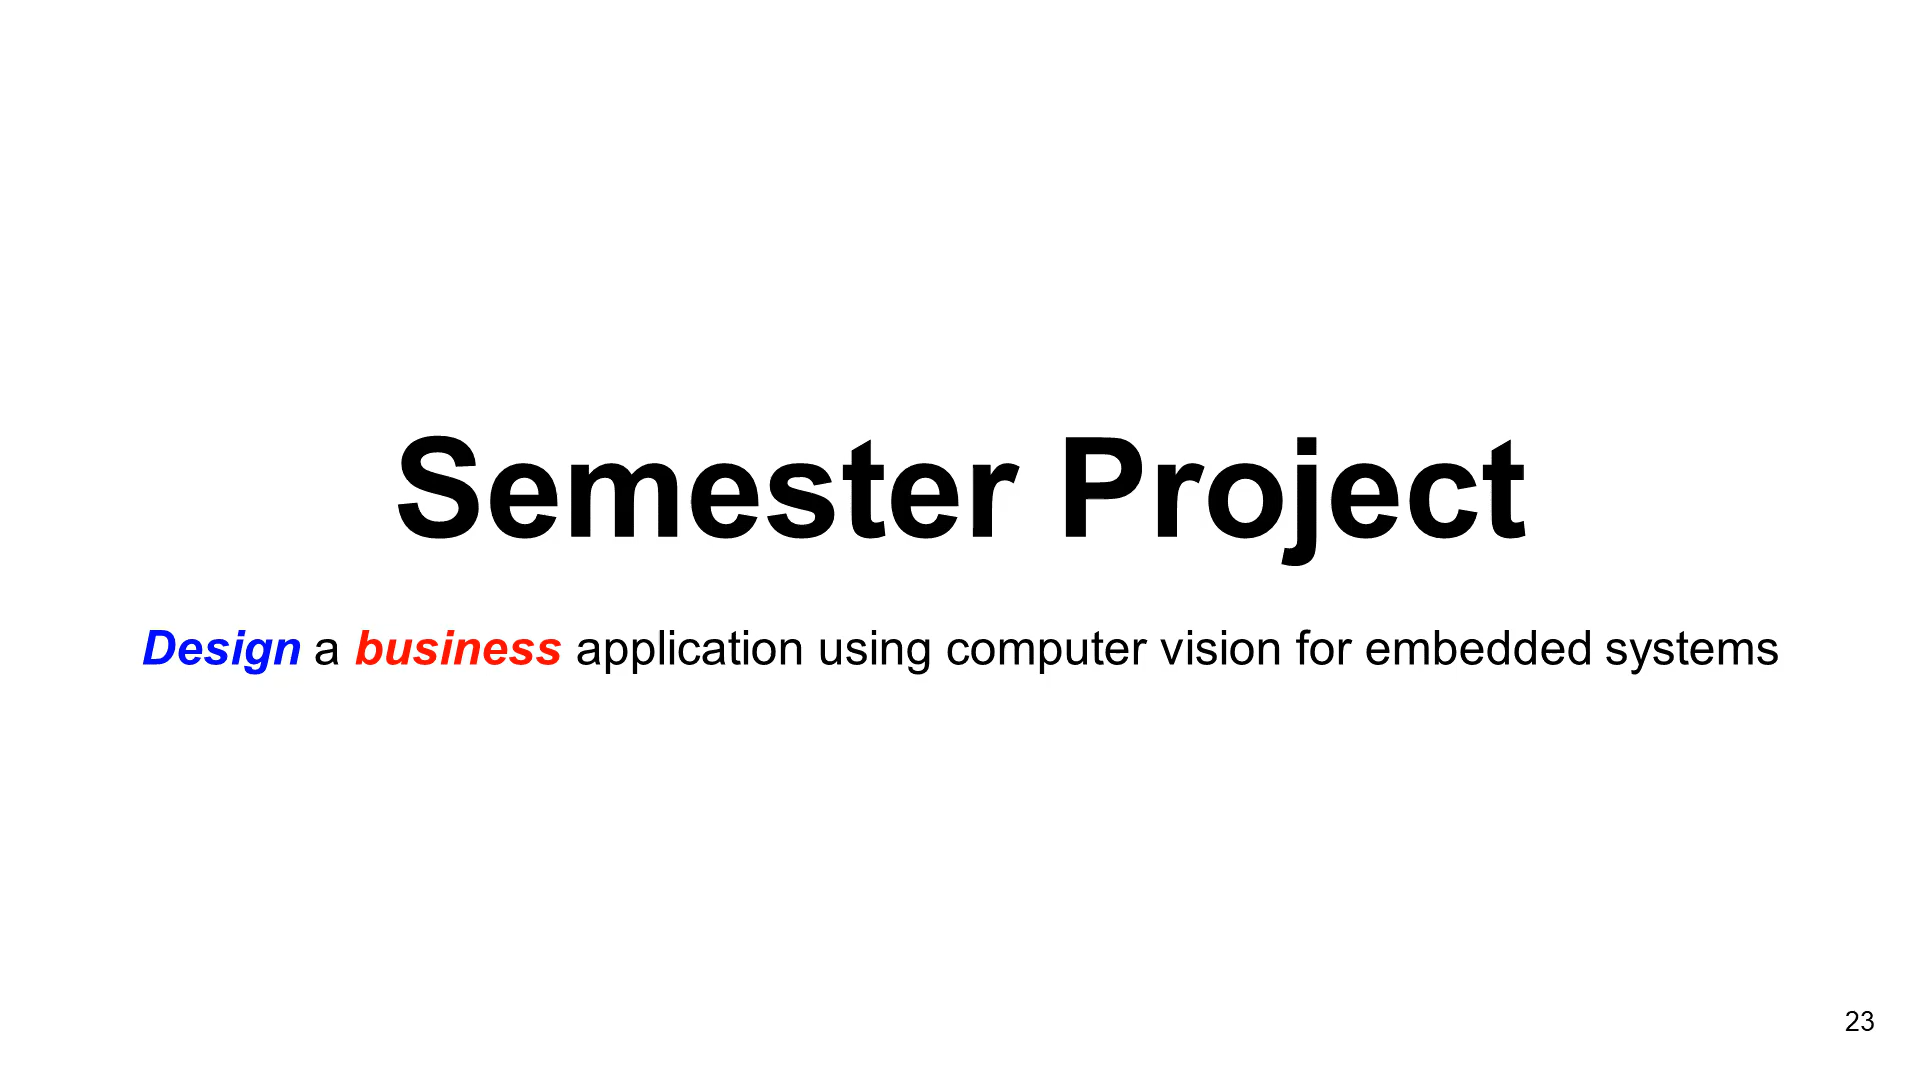 Semester Project
Design a business application using computer vision for embedded systems
23